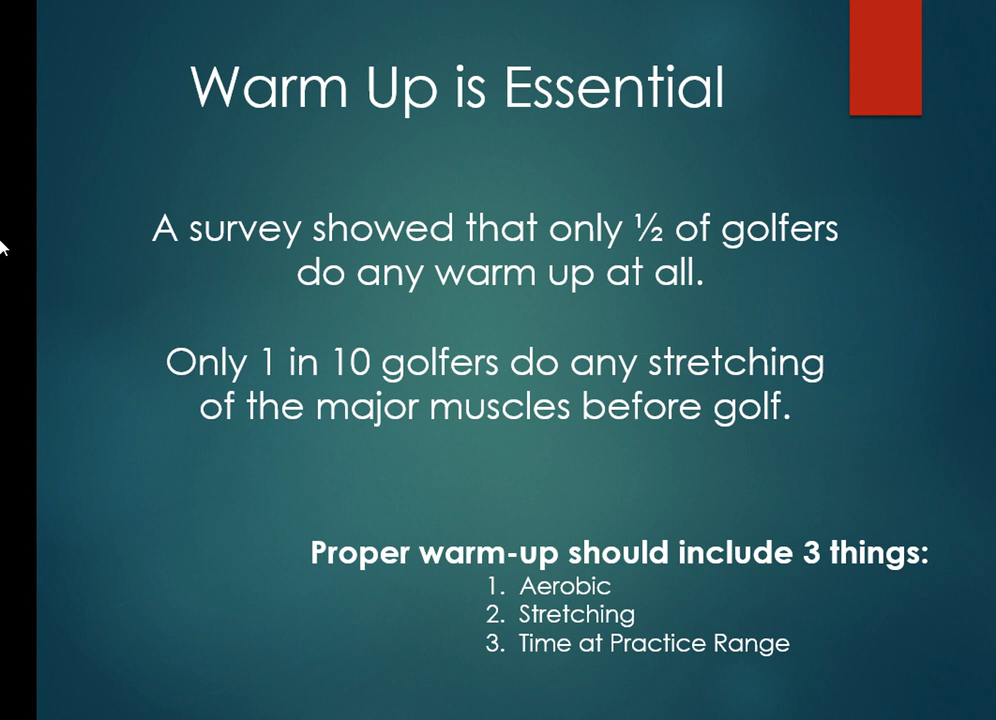 Warm Up is Essential
A survey showed that only ½ of golfers
do any warm up at all.
Only 1 in 10 golfers do any stretching
of the major muscles before golf.
Proper warm-up should include 3 things:
1. Aerobic
2. Stretching
3. Time at Practice Range